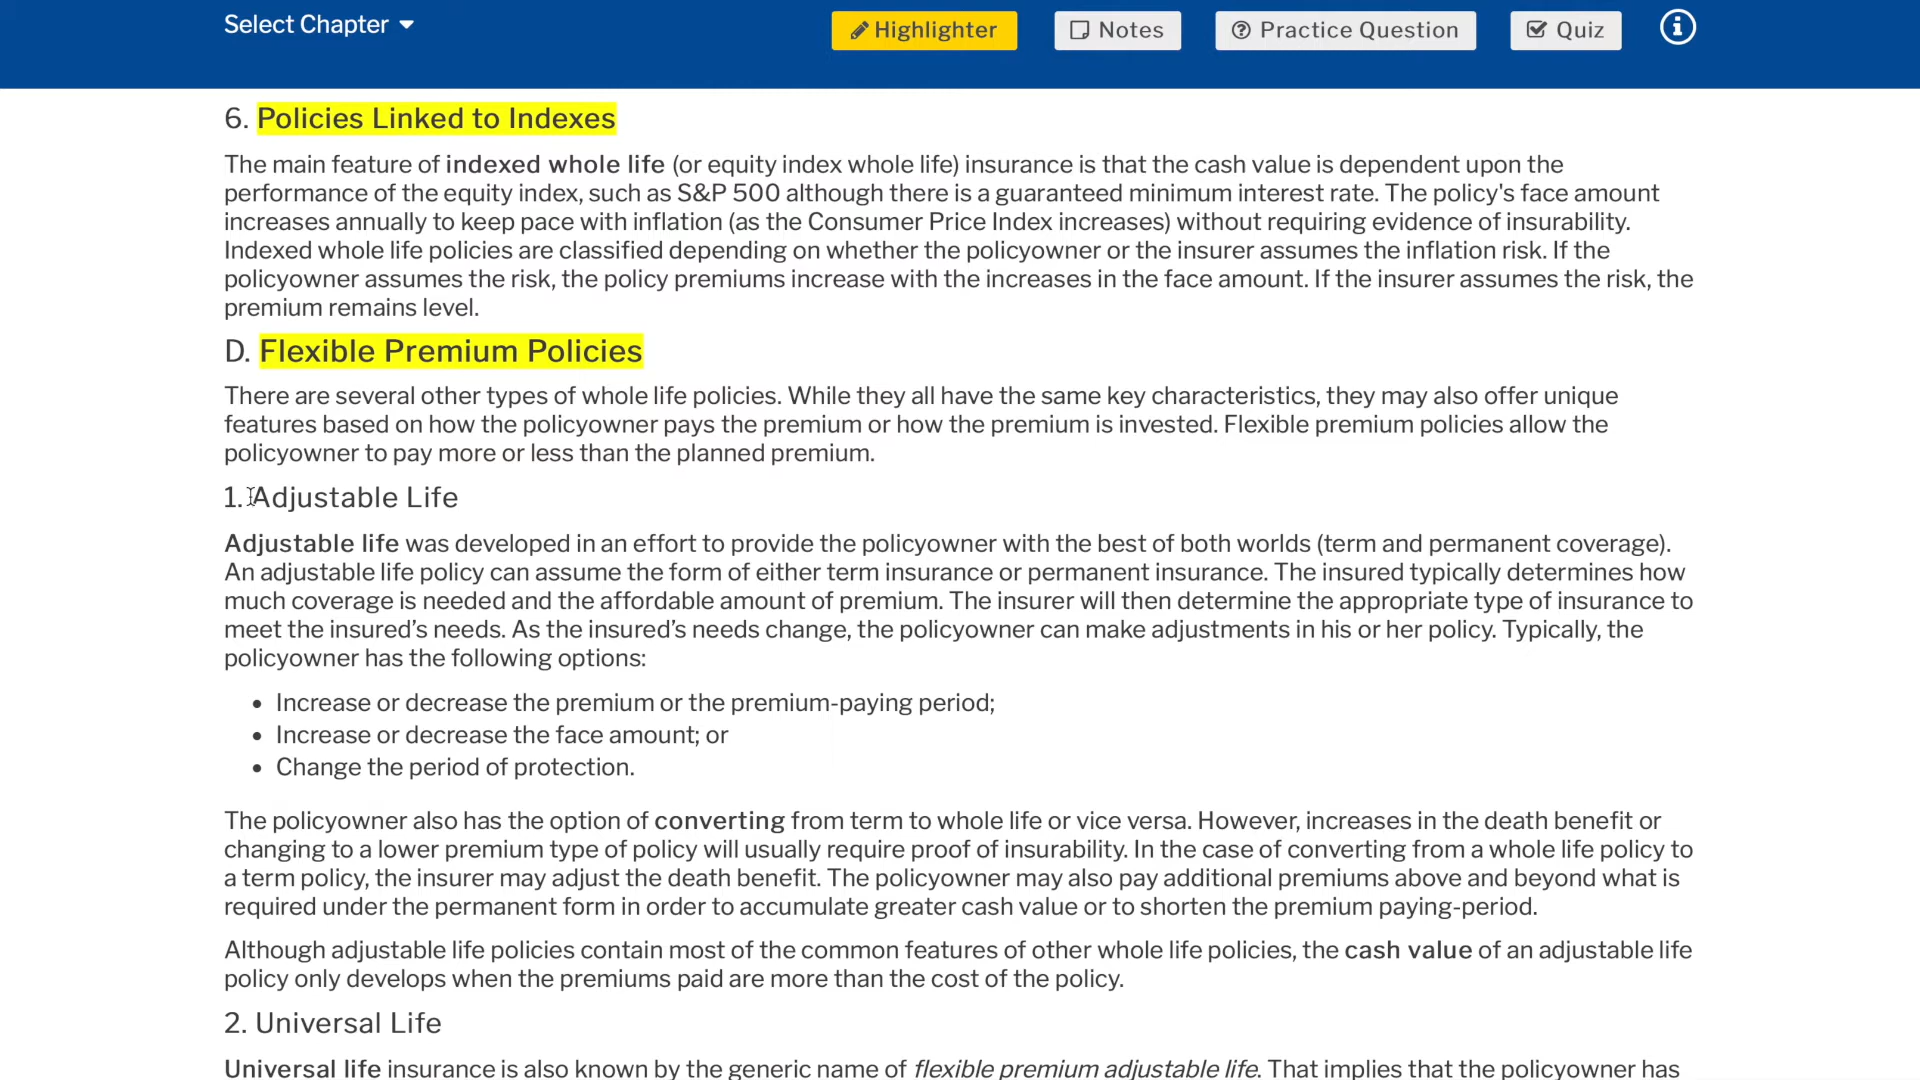 Select Chapter
Highlighter
Notes
Practice Question
Quiz
6. Policies Linked to Indexes
The main feature of indexed whole life (or equity index whole life) insurance is that the cash value is dependent upon the
performance of the equity index, such as S&P 500 although there is a guaranteed minimum interest rate. The policy's face amount
increases annually to keep pace with inflation (as the Consumer Price Index increases) without requiring evidence of insurability.
Indexed whole life policies are classified depending on whether the policyowner or the insurer assumes the inflation risk. If the
policyowner assumes the risk, the policy premiums increase with the increases in the face amount. If the insurer assumes the risk, the
premium remains level.
D. Flexible Premium Policies
There are several other types of whole life policies. While they all have the same key characteristics, they may also offer unique
features based on how the policyowner pays the premium or how the premium is invested. Flexible premium policies allow the
policyowner to pay more or less than the planned premium.
1. Adjustable Life
Adjustable life was developed in an effort to provide the policyowner with the best of both worlds (term and permanent coverage).
An adjustable life policy can assume the form of either term insurance or permanent insurance. The insured typically determines how
much coverage is needed and the affordable amount of premium. The insurer will then determine the appropriate type of insurance to
meet the insured’s needs. As the insured’s needs change, the policyowner can make adjustments in his or her policy. Typically, the
policyowner has the following options:
• Increase or decrease the premium or the premium-paying period;
• Increase or decrease the face amount; or
• Change the period of protection.
The policyowner also has the option of converting from term to whole life or vice versa. However, increases in the death benefit or
changing to a lower premium type of policy will usually require proof of insurability. In the case of converting from a whole life policy to
a term policy, the insurer may adjust the death benefit. The policyowner may also pay additional premiums above and beyond what is
required under the permanent form in order to accumulate greater cash value or to shorten the premium paying-period.
Although adjustable life policies contain most of the common features of other whole life policies, the cash value of an adjustable life
policy only develops when the premiums paid are more than the cost of the policy.
2. Universal Life
Universal life insurance is also known by the generic name of flexible premium adjustable life. That implies that the policyowner has